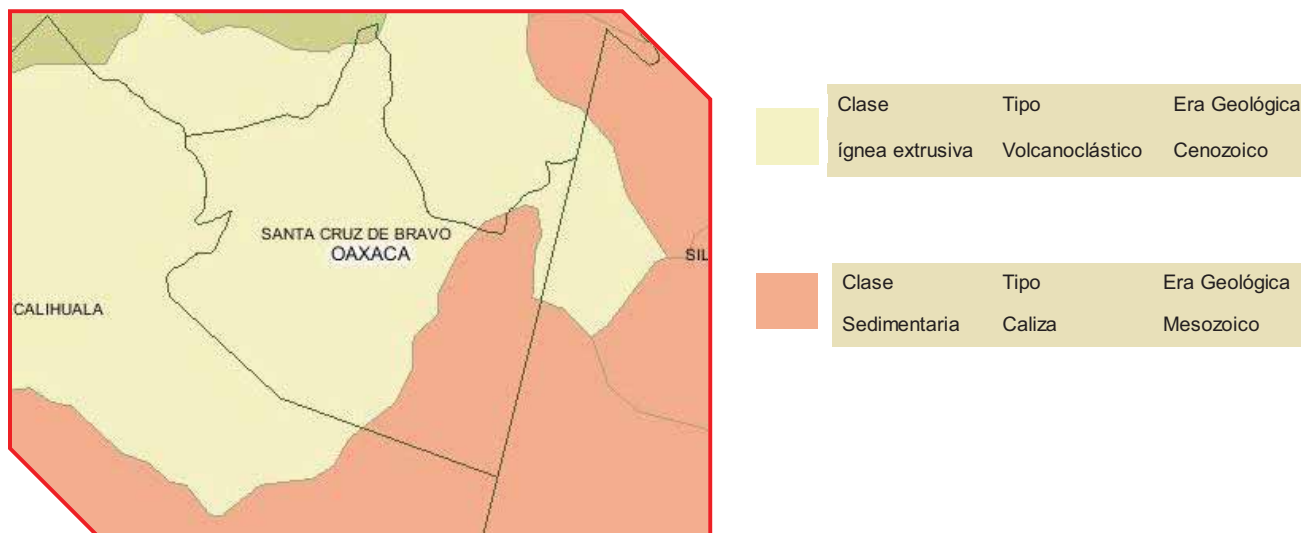 SANTA CRUZ DE BRAVO
OAXACA
SIL
CALIHUALA
Clase Tipo Era Geológica
ígnea extrusiva Volcanoclástico Cenozoico
Clase Tipo Era Geológica
Sedimentaria Caliza Mesozoico